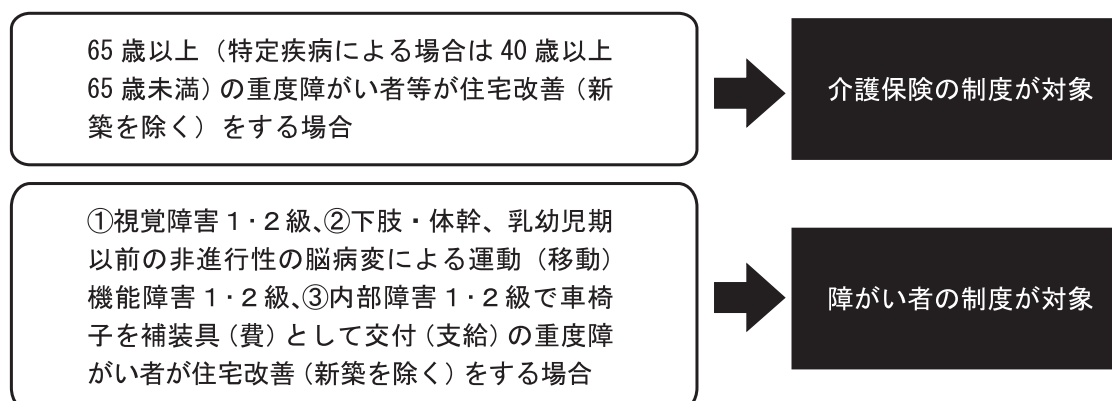 65歳以上（特定疾病による場合は40歳以上
65歳未満）の重度障がい者等が住宅改善（新
築を除く）をする場合
介護保険の制度が対象
①視覚障害1・2級、②下肢・体幹、乳幼児期
以前の非進行性の脳病変による運動（移動）
機能障害1・2級、③内部障害1・2級で車椅
子を補装具（費）として交付（支給）の重度障
がい者が住宅改善（新築を除く）をする場合
障がい者の制度が対象